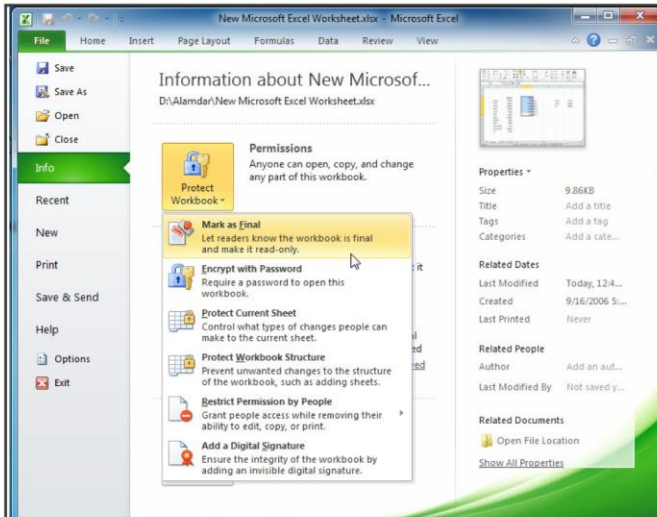 New Microsoft Excel Worksheet.xlsx - Microsoft Excel
File Home Insert Page Layout Formulas Data Review View
Save
Save As
Open
Close
Info
Recent
New
Print
Save & Send
Help
Options
Exit
Information about New Microsof...
D:\Alamdar\New Microsoft Excel Worksheet.xlsx
Protect
Workbook
Permissions
Anyone can open, copy, and change
any part of this workbook.
Mark as Final
Let readers know the workbook is final
and make it read-only.
Encrypt with Password
Require a password to open this
workbook.
Protect Current Sheet
Control what types of changes people can
make to the current sheet.
Protect Workbook Structure
Prevent unwanted changes to the structure
of the workbook, such as adding sheets.
Restrict Permission by People
Grant people access while removing their
ability to edit, copy, or print.
Add a Digital Signature
Ensure the integrity of the workbook by
adding an invisible digital signature.
it
ed
Properties
Size 9.86KB
Title Add a title
Tags Add a tag
Categories Add a cate...
Related Dates
Last Modified Today, 12:4...
Created 9/16/2006 5:...
Last Printed Never
Related People
Author Add an aut...
Last Modified By Not saved y...
Related Documents
Open File Location
Show All Properties